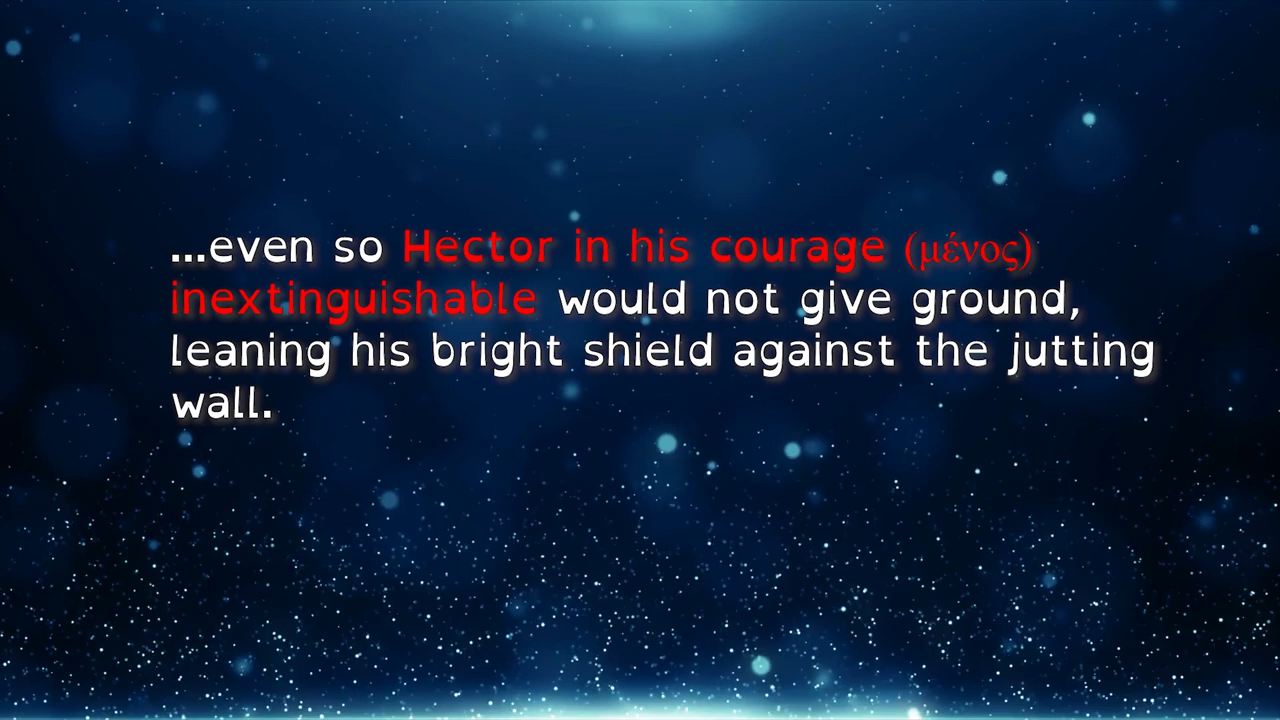 ...even so Hector in his courage (μένος)
inextinguishable would not give ground,
leaning his bright shield against the jutting
wall.